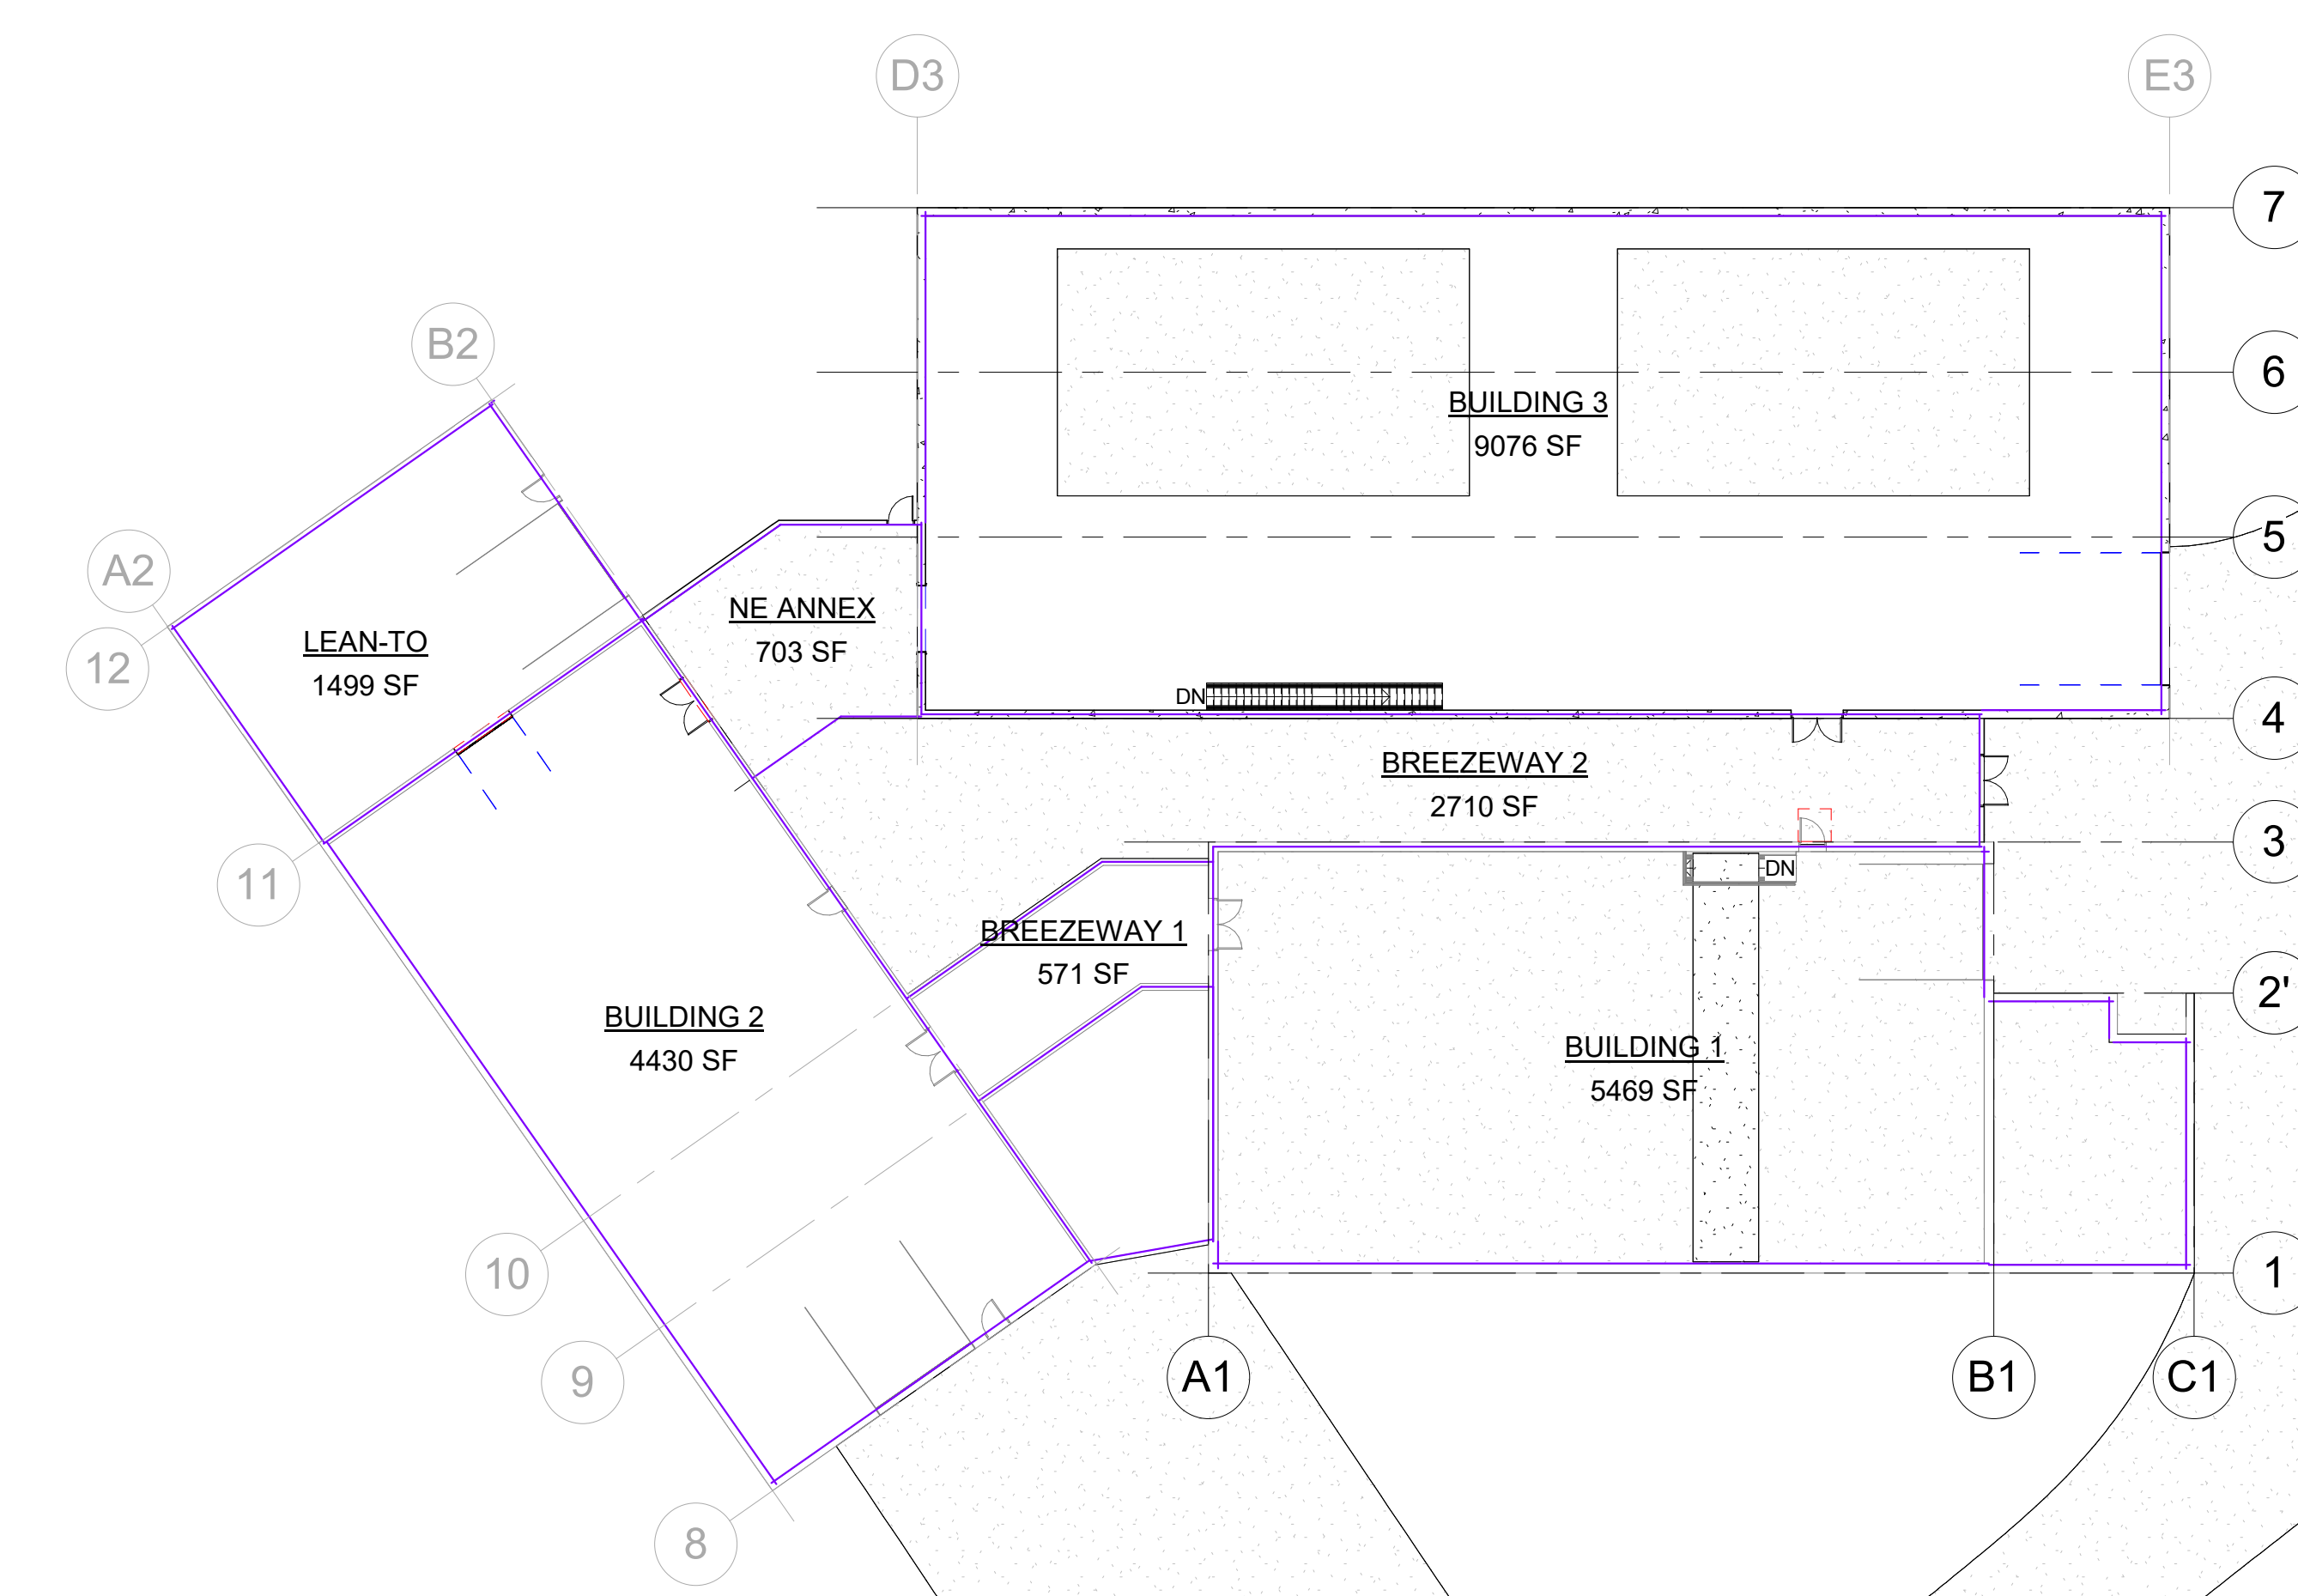 D3
E3
7
B2
6
BUILDING 3
9076 SF
5
A2
NE ANNEX
703 SF
LEAN-TO
1499 SF
12
DN
4
BREEZEWAY 2
2710 SF
3
DN
11
BREEZEWAY 1
571 SF
2'
BUILDING 2
4430 SF
BUILDING 1
5469 SF
10
1
9
A1
B1
C1
8